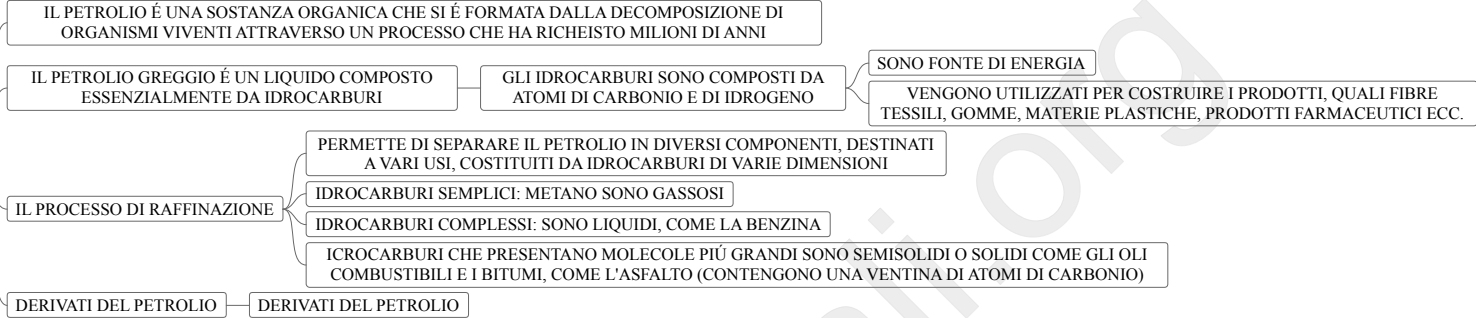 IL PETROLIO É UNA SOSTANZA ORGANICA CHE SI É FORMATA DALLA DECOMPOSIZIONE DI
ORGANISMI VIVENTI ATTRAVERSO UN PROCESSO CHE HA RICHEISTO MILIONI DI ANNI
IL PETROLIO GREGGIO É UN LIQUIDO COMPOSTO
ESSENZIALMENTE DA IDROCARBURI
GLI IDROCARBURI SONO COMPOSTI DA
ATOMI DI CARBONIO E DI IDROGENO
SONO FONTE DI ENERGIA
VENGONO UTILIZZATI PER COSTRUIRE I PRODOTTI, QUALI FIBRE
TESSILI, GOMME, MATERIE PLASTICHE, PRODOTTI FARMACEUTICI ECC.
IL PROCESSO DI RAFFINAZIONE
PERMETTE DI SEPARARE IL PETROLIO IN DIVERSI COMPONENTI, DESTINATI
A VARI USI, COSTITUITI DA IDROCARBURI DI VARIE DIMENSIONI
IDROCARBURI SEMPLICI: METANO SONO GASSOSI
IDROCARBURI COMPLESSI: SONO LIQUIDI, COME LA BENZINA
ICROCARBURI CHE PRESENTANO MOLECOLE PIÚ GRANDI SONO SEMISOLIDI O SOLIDI COME GLI OLI
COMBUSTIBILI E I BITUMI, COME L'ASFALTO (CONTENGONO UNA VENTINA DI ATOMI DI CARBONIO)
DERIVATI DEL PETROLIO
DERIVATI DEL PETROLIO
eli.org